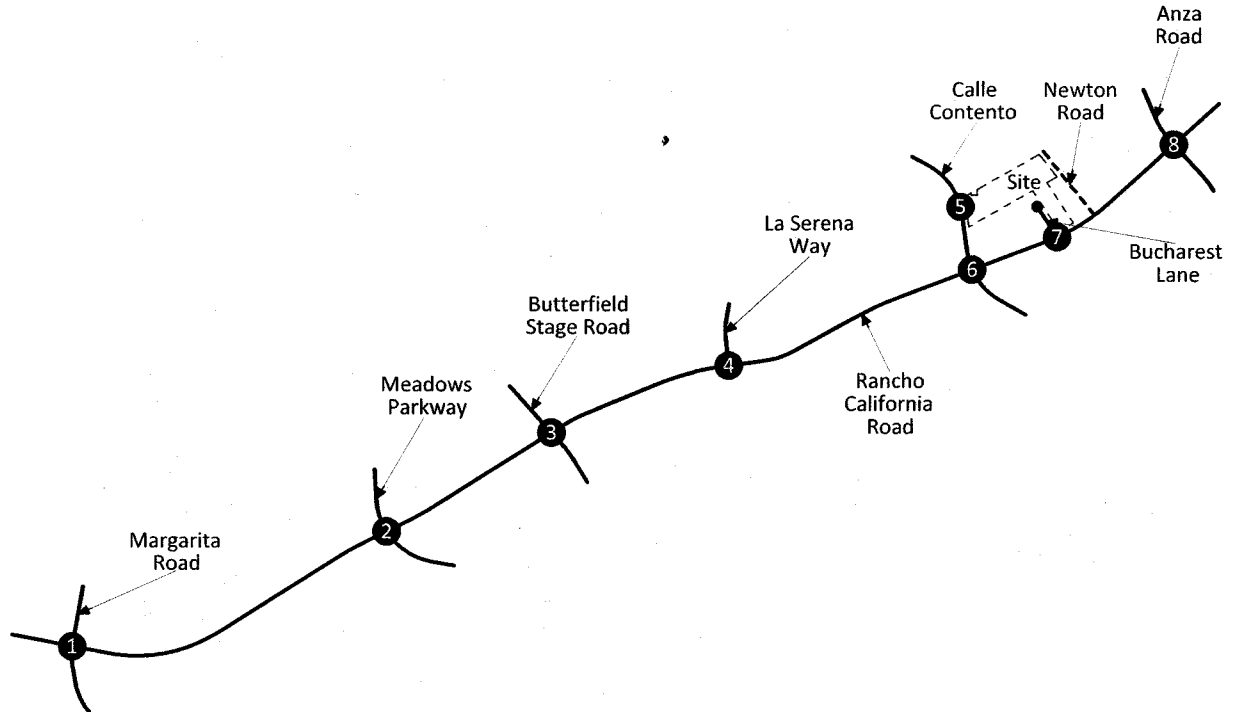 Anza
Road
Calle
Contento
Newton
Road
8
Site
5
La Serena
Way
7
Bucharest
Lane
6
Butterfield
Stage Road
4
Rancho
California
Road
Meadows
Parkway
3
2
Margarita
Road
1